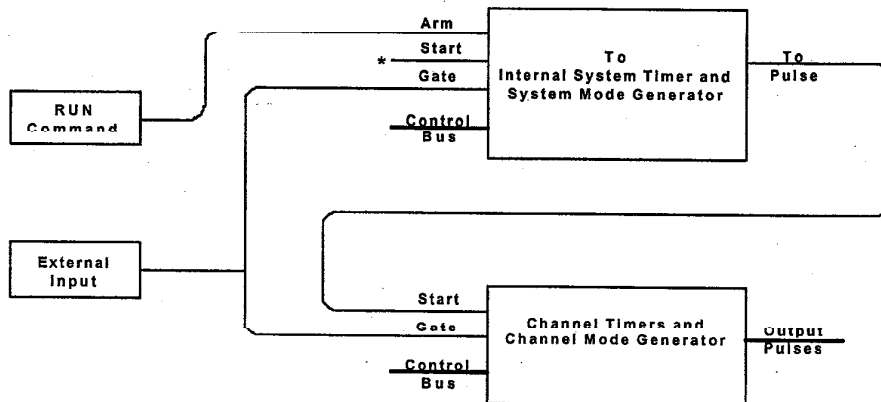 Arm
Start
*
Gate
To
Internal System Timer and
System Mode Generator
To
Pulse
RUN
Command
Control
Bus
External
Input
Start
Gate
Channel Timers and
Channel Mode Generator
Output
Pulses
Control
Bus